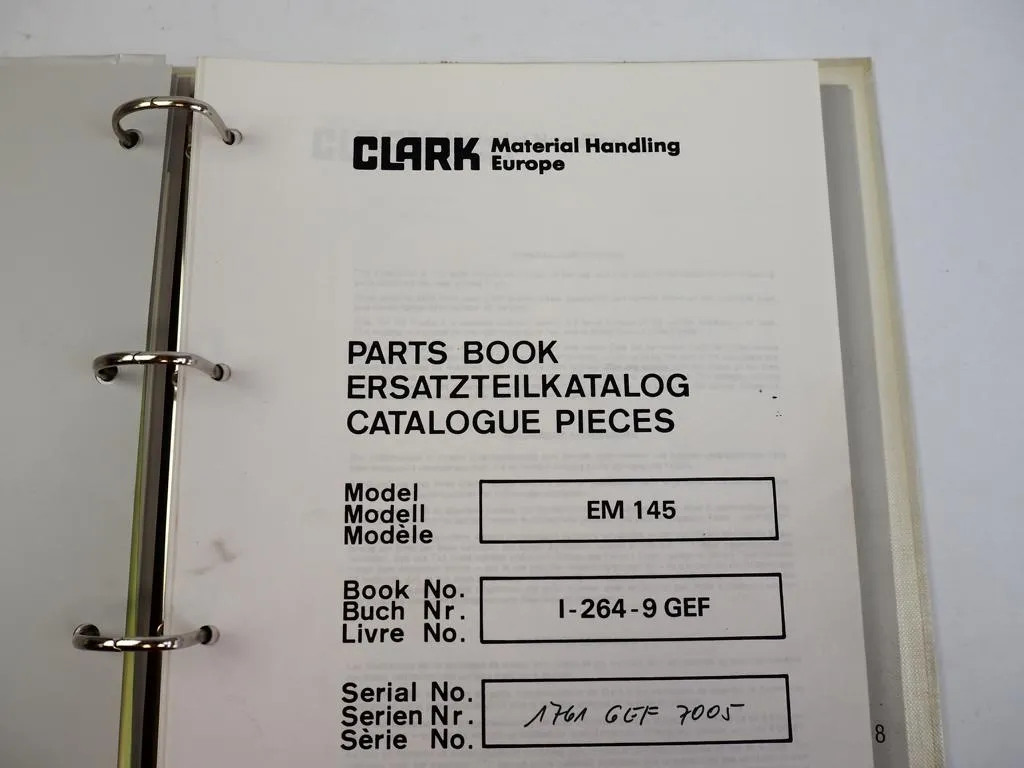 CLARK Material Handling
Europe
PARTS BOOK
ERSATZTEILKATALOG
CATALOGUE PIECES
Model
Modell
Modèle
EM 145
Book No.
Buch Nr.
Livre No.
I-264-9 GEF
Serial No.
Serien Nr.
Sèrie No.
1761 GEF 7005
8